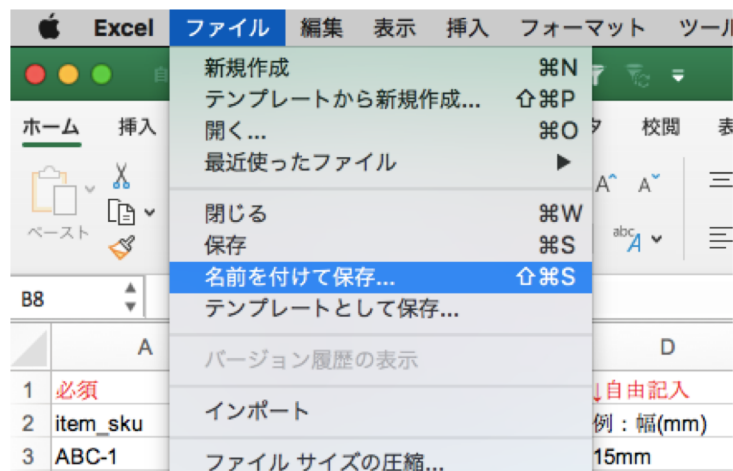 Excel ファイル 編集 表示 挿入 フォーマット ツール
新規作成 ⌘N
テンプレートから新規作成... ⇧⌘P
ホーム 挿入 開く... ⌘O 校閲
最近使ったファイル ▶
A^ A˅
閉じる ⌘W
ペースト 保存 ⌘S abcA
名前を付けて保存... ⇧⌘S
B8 テンプレートとして保存...
A バージョン履歴の表示 D
1 必須 ↓自由記入
2 item_sku インポート 例：幅(mm)
3 ABC-1 ファイル サイズの圧縮... 15mm